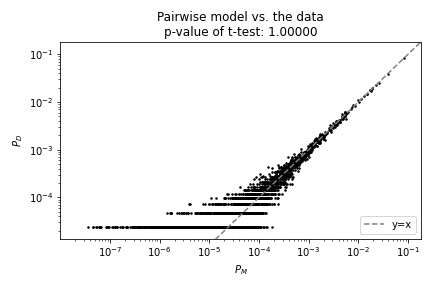 Pairwise model vs. the data
p-value of t-test: 1.00000
10⁻¹
10⁻²
10⁻³
10⁻⁴
P_D
y=x
10⁻⁷ 10⁻⁶ 10⁻⁵ 10⁻⁴ 10⁻³ 10⁻² 10⁻¹
P_M